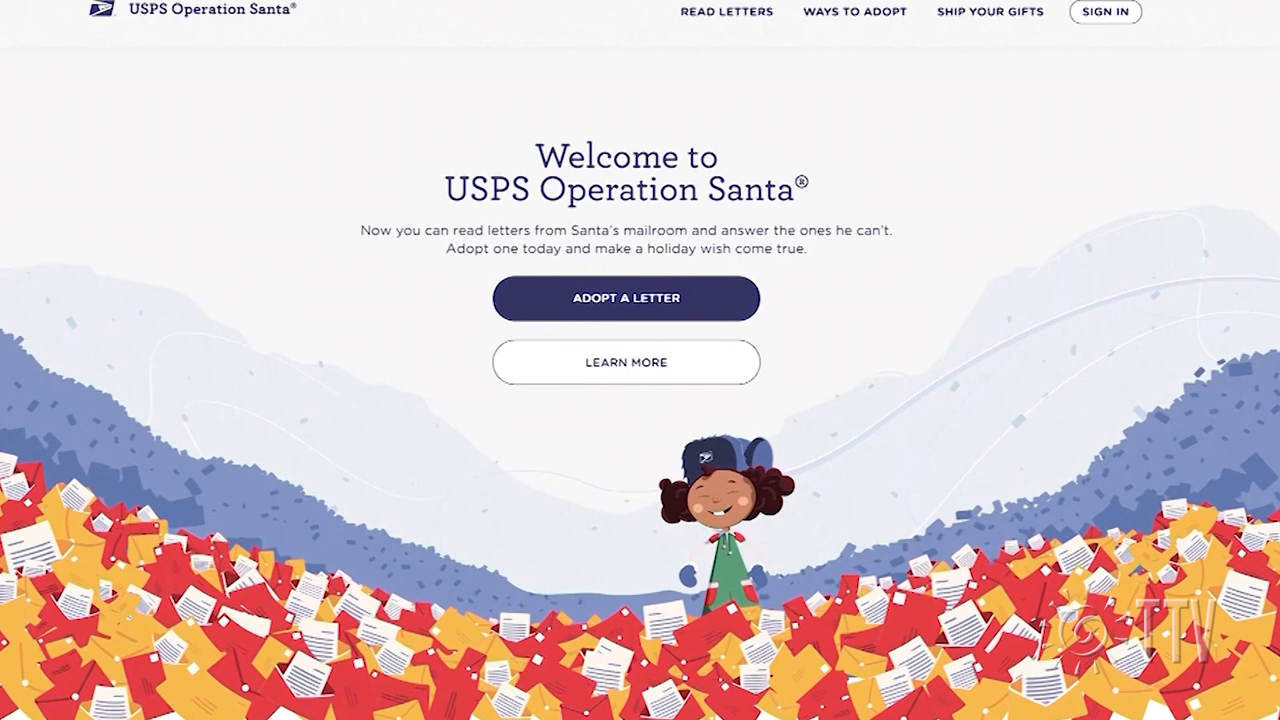 USPS Operation Santa®
READ LETTERS
WAYS TO ADOPT
SHIP YOUR GIFTS
SIGN IN
Welcome to
USPS Operation Santa®
Now you can read letters from Santa's mailroom and answer the ones he can't.
Adopt one today and make a holiday wish come true.
ADOPT A LETTER
LEARN MORE
TTV